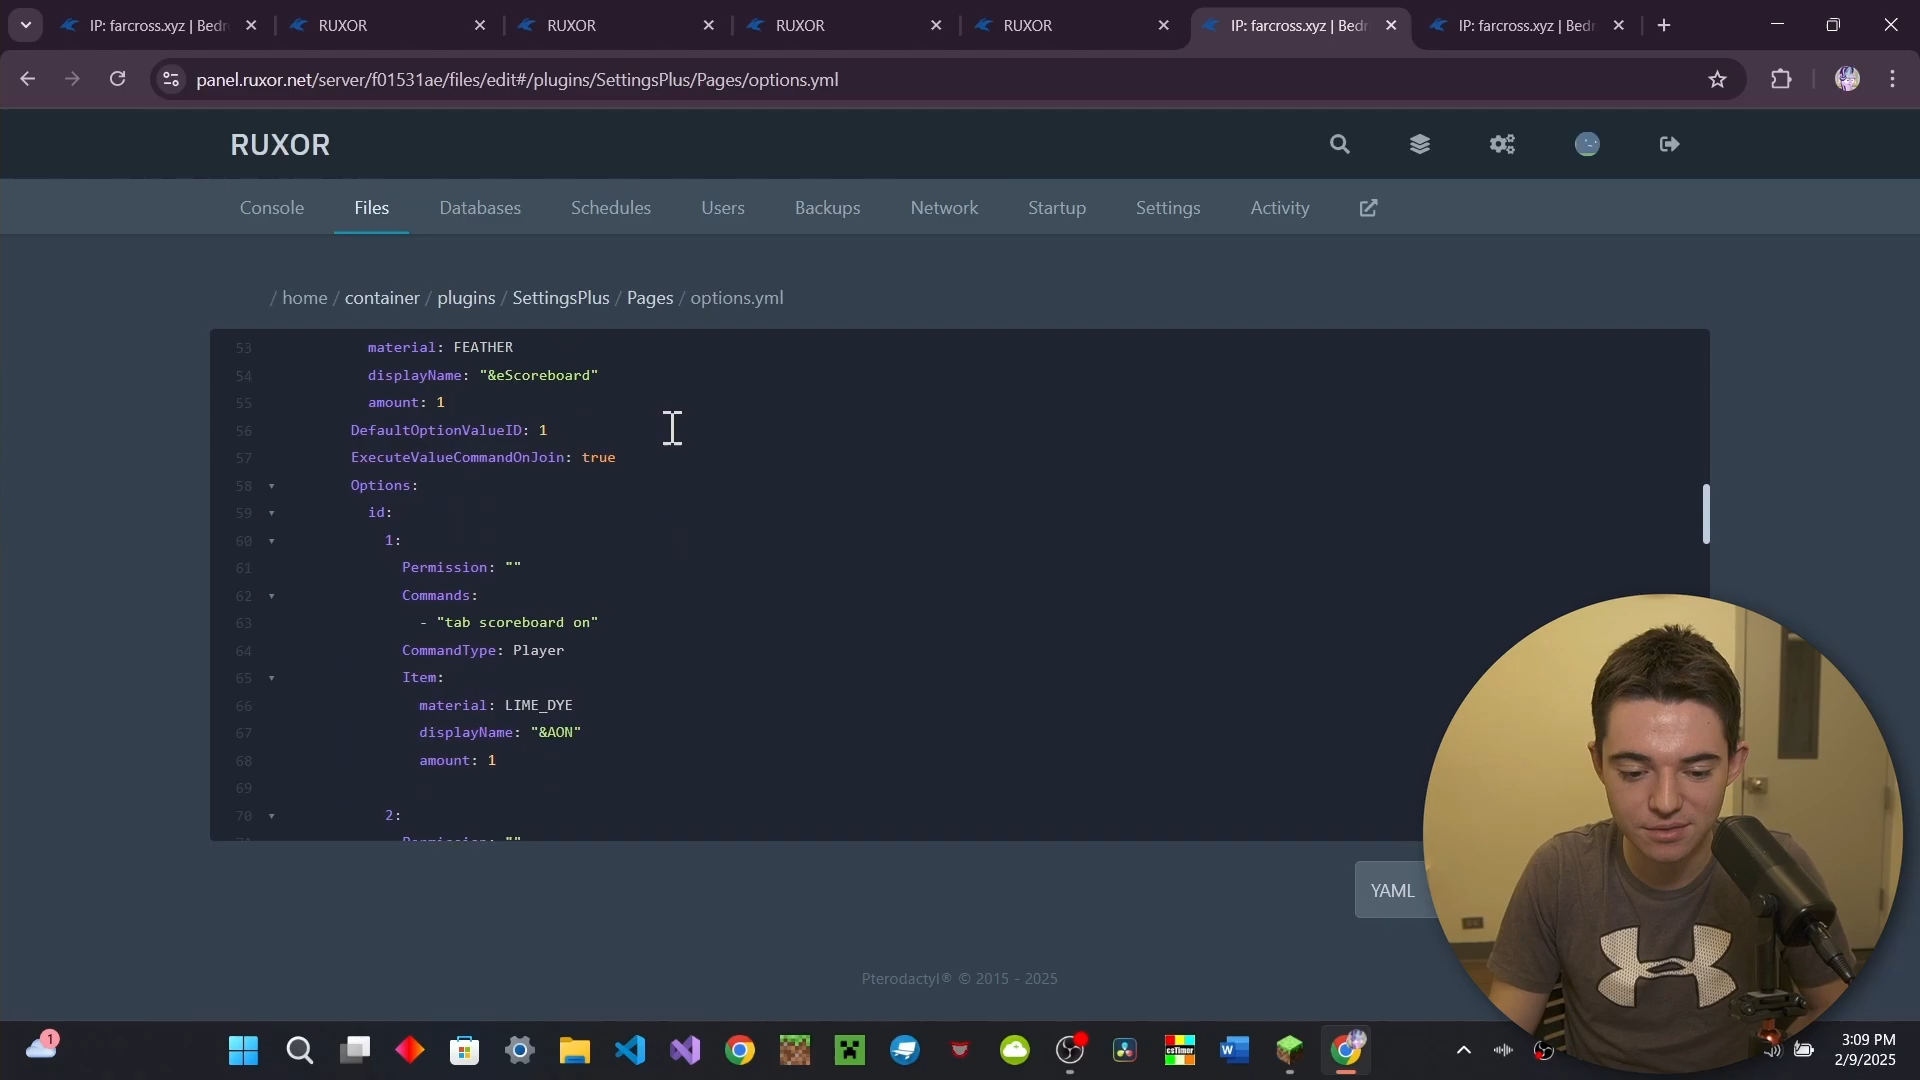 IP: farcross.xyz | Bedr
RUXOR
RUXOR
RUXOR
RUXOR
IP: farcross.xyz | Bedr
IP: farcross.xyz | Bedr
panel.ruxor.net/server/f01531ae/files/edit#/plugins/SettingsPlus/Pages/options.yml
RUXOR
Console Files Databases Schedules Users Backups Network Startup Settings Activity
/ home / container / plugins / SettingsPlus / Pages / options.yml
53 material: FEATHER
54 displayName: "&eScoreboard"
55 amount: 1
56 DefaultOptionValueID: 1
57 ExecuteValueCommandOnJoin: true
58 Options:
59 id:
60 1:
61 Permission: ""
62 Commands:
63 - "tab scoreboard on"
64 CommandType: Player
65 Item:
66 material: LIME_DYE
67 displayName: "&AON"
68 amount: 1
69
70 2:
YAML
Pterodactyl® © 2015 - 2025
1
csTimer
W
3:09 PM
2/9/2025